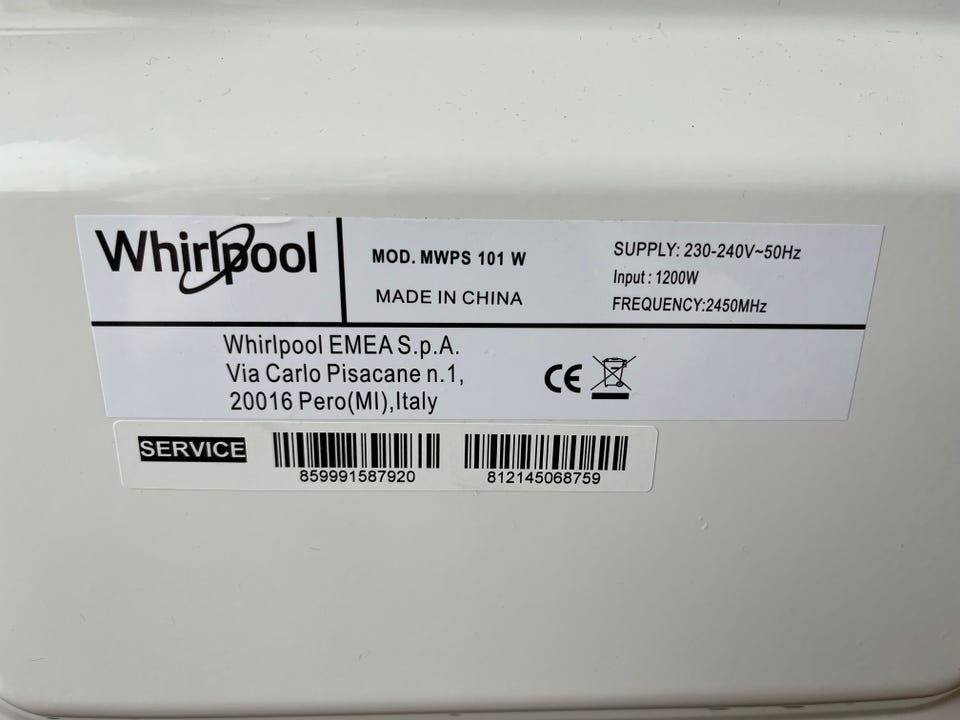 Whirlpool
MOD. MWPS 101 W
MADE IN CHINA
SUPPLY: 230-240V~50Hz
Input : 1200W
FREQUENCY:2450MHz
Whirlpool EMEA S.p.A.
Via Carlo Pisacane n.1,
20016 Pero(MI),Italy
CE
SERVICE
859991587920
812145068759